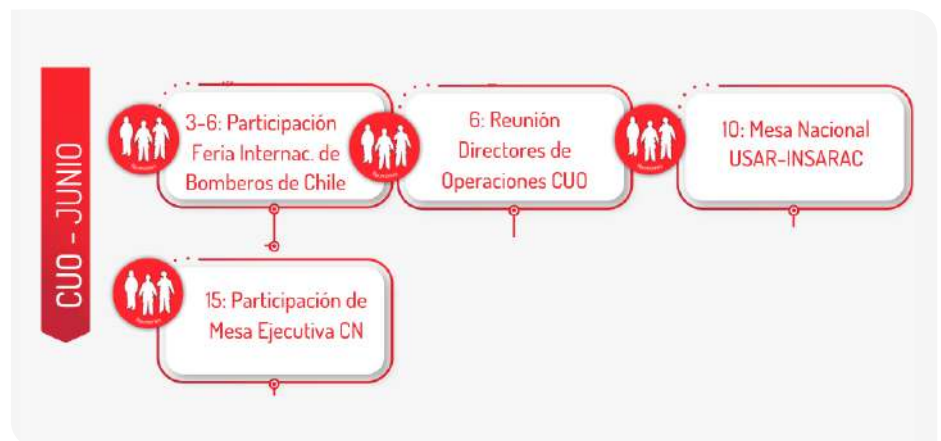 CUO - JUNIO
3-6: Participación
Feria Internac. de
Bomberos de Chile
6: Reunión
Directores de
Operaciones CUO
10: Mesa Nacional
USAR-INSARAC
15: Participación de
Mesa Ejecutiva CN